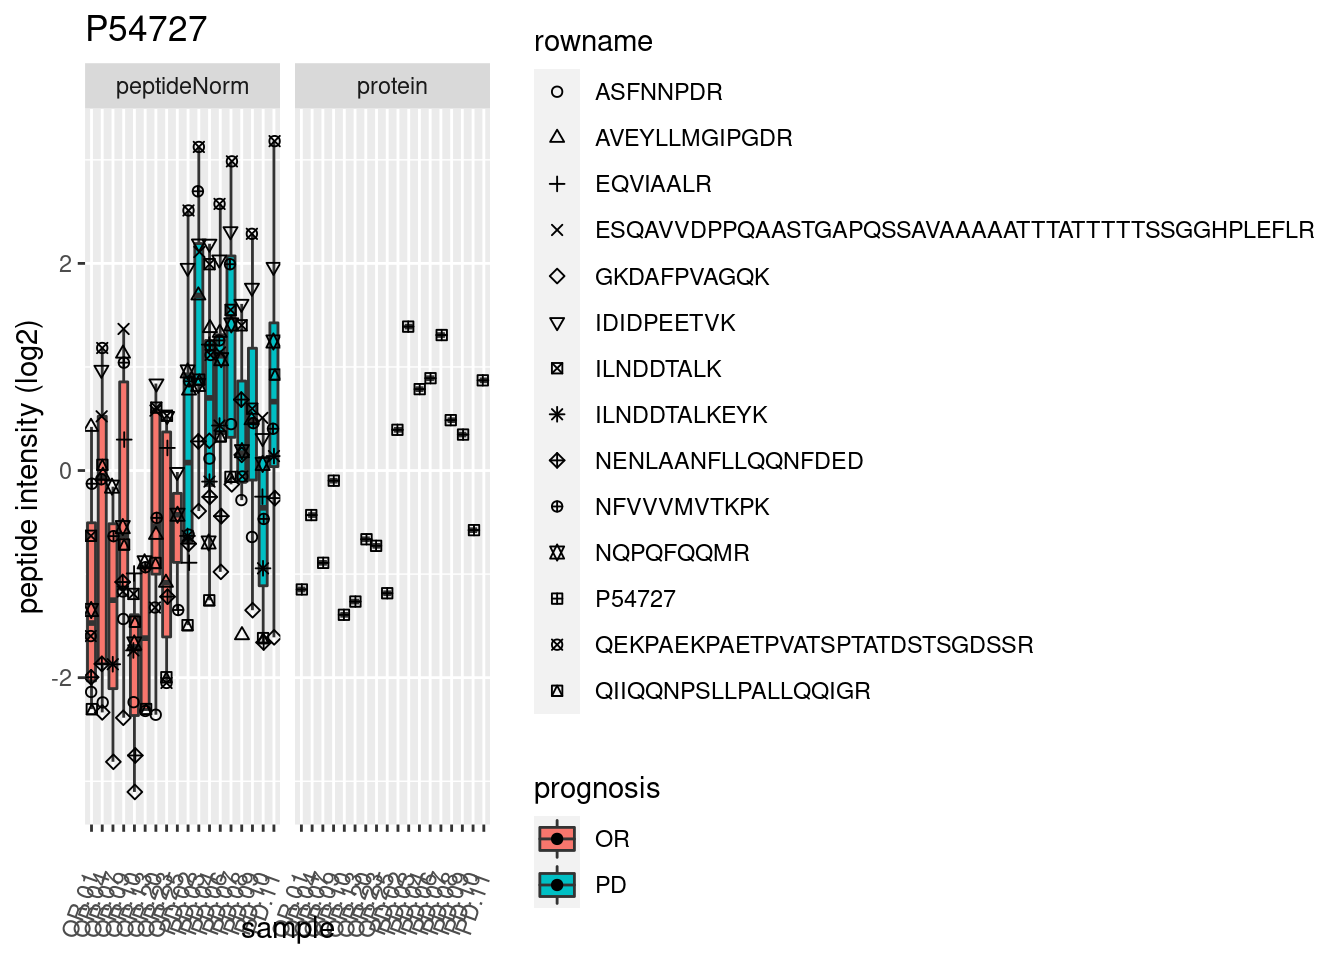 P54727
peptideNorm
protein
peptide intensity (log2)
2
0
-2
sample
rowname
ASFNNPDR
AVEYLLMGIPGDR
EQVIAALR
ESQAVVDPPQAASTGAPQSSAVAAAAATTTATTTTTSSGGHPLEFLR
GKDAFPVAGQK
IDIDPEETVK
ILNDDTALK
ILNDDTALKEYK
NENLAANFLLQQNFDED
NFVVVMVTKPK
NQPQFQQMR
P54727
QEKPAEKPAETPVATSPTATDSTSGDSSR
QIIQQNPSLLPALLQQIGR
prognosis
OR
PD